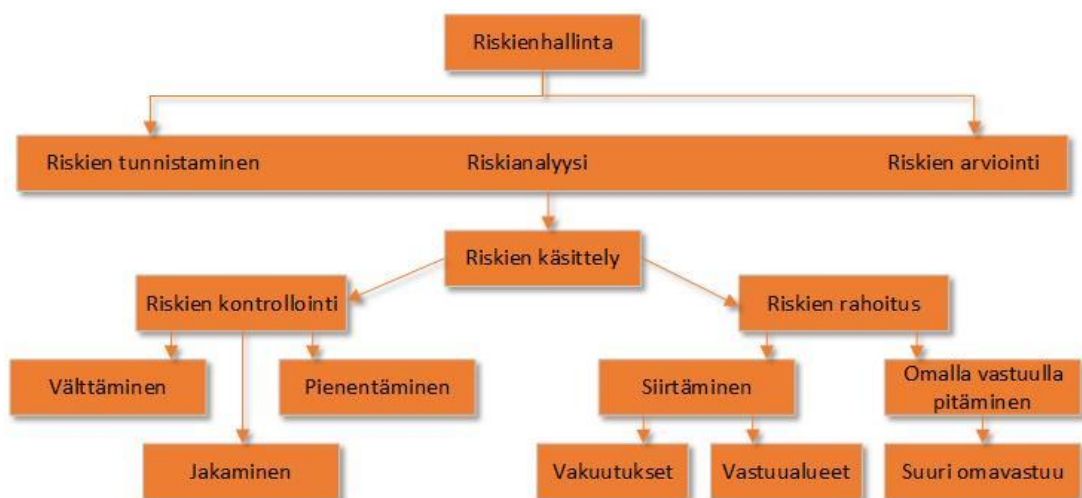 Riskienhallinta
Riskien tunnistaminen
Riskianalyysi
Riskien arviointi
Riskien käsittely
Riskien kontrollointi
Riskien rahoitus
Välttäminen
Pienentäminen
Siirtäminen
Omalla vastuulla
pitäminen
Jakaminen
Vakuutukset
Vastuualueet
Suuri omavastuu